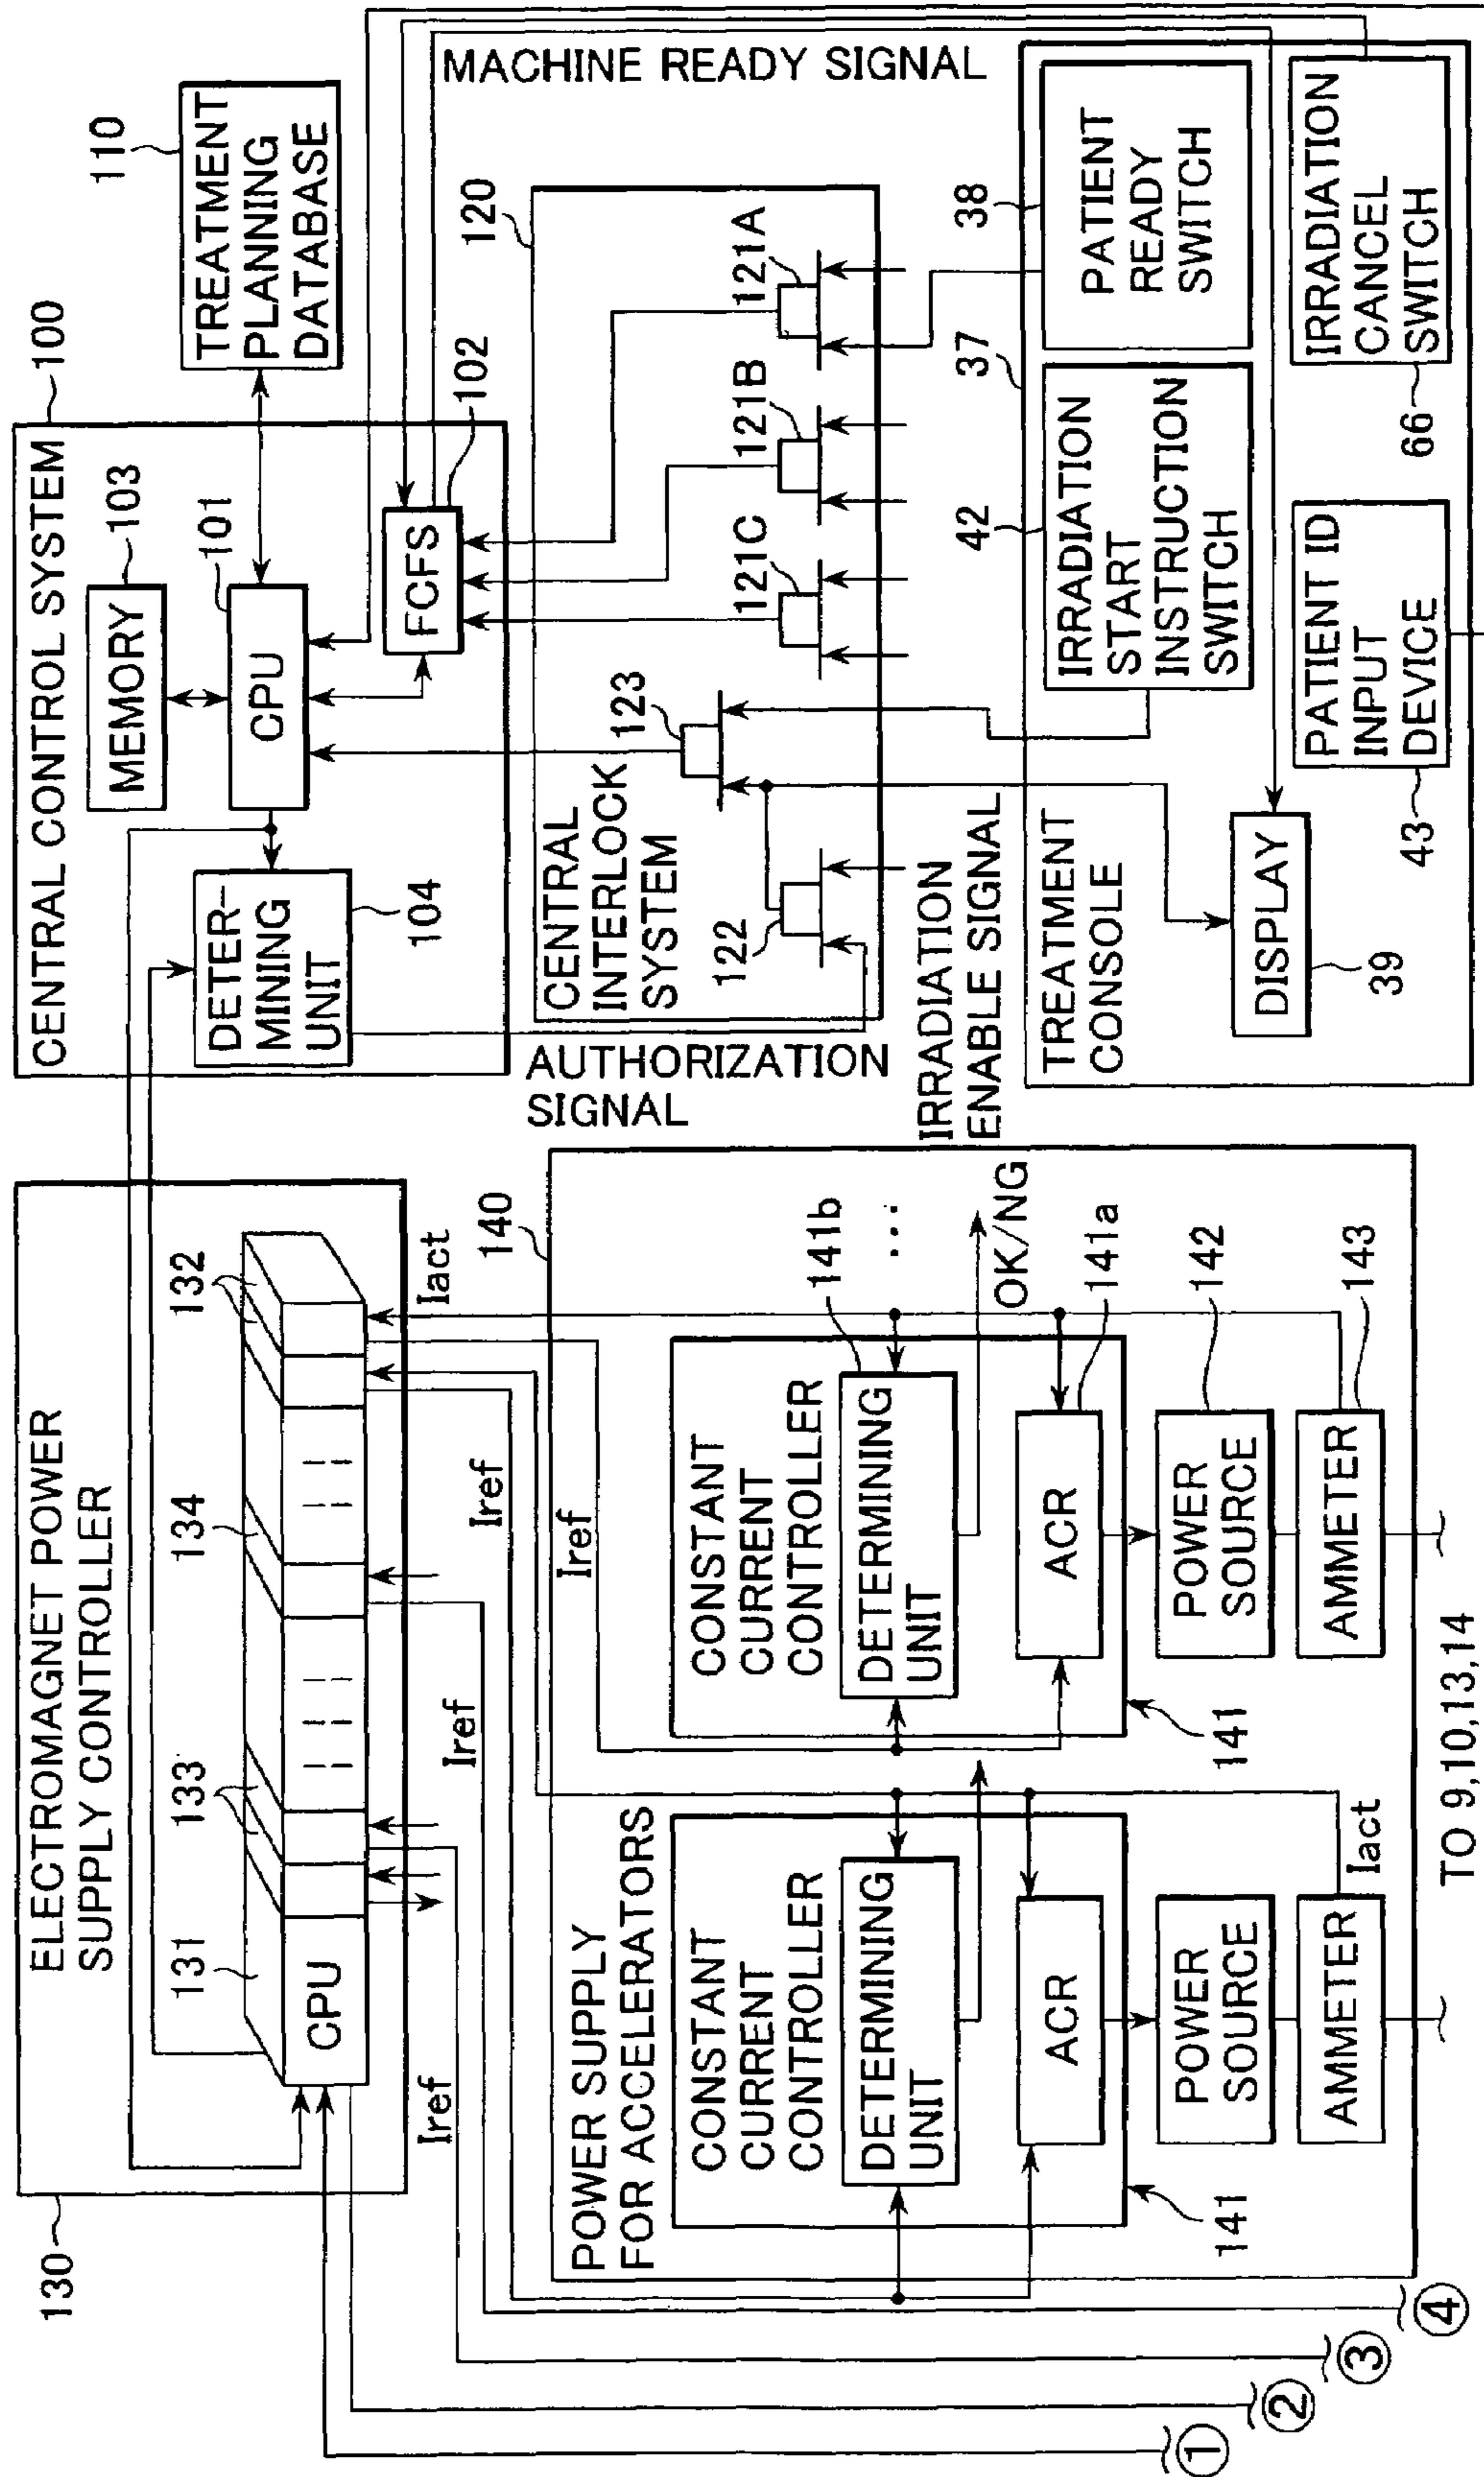 ELECTROMAGNET POWER
SUPPLY CONTROLLER
130
131
CPU
133
134
132
Iact
Iref
Iref
Iref
Iref
CENTRAL CONTROL SYSTEM
100
MEMORY
103
CPU
101
DETER-
MINING
UNIT
104
FCFS
102
TREATMENT
PLANNING
DATABASE
110
MACHINE READY SIGNAL
AUTHORIZATION
SIGNAL
CENTRAL
INTERLOCK
SYSTEM
120
122
123
121C
121B
121A
IRRADIATION
ENABLE SIGNAL
POWER SUPPLY
FOR ACCELERATORS
140
CONSTANT
CURRENT
CONTROLLER
DETERMINING
UNIT
ACR
141
POWER
SOURCE
AMMETER
Iact
CONSTANT
CURRENT
CONTROLLER
DETERMINING
UNIT
141b
...
OK/NG
ACR
141a
141
POWER
SOURCE
142
AMMETER
143
TO 9,10,13,14
TREATMENT
CONSOLE
37
DISPLAY
39
IRRADIATION
START
INSTRUCTION
SWITCH
42
PATIENT
READY
SWITCH
38
PATIENT ID
INPUT
DEVICE
43
IRRADIATION
CANCEL
SWITCH
66
①
②
③
④